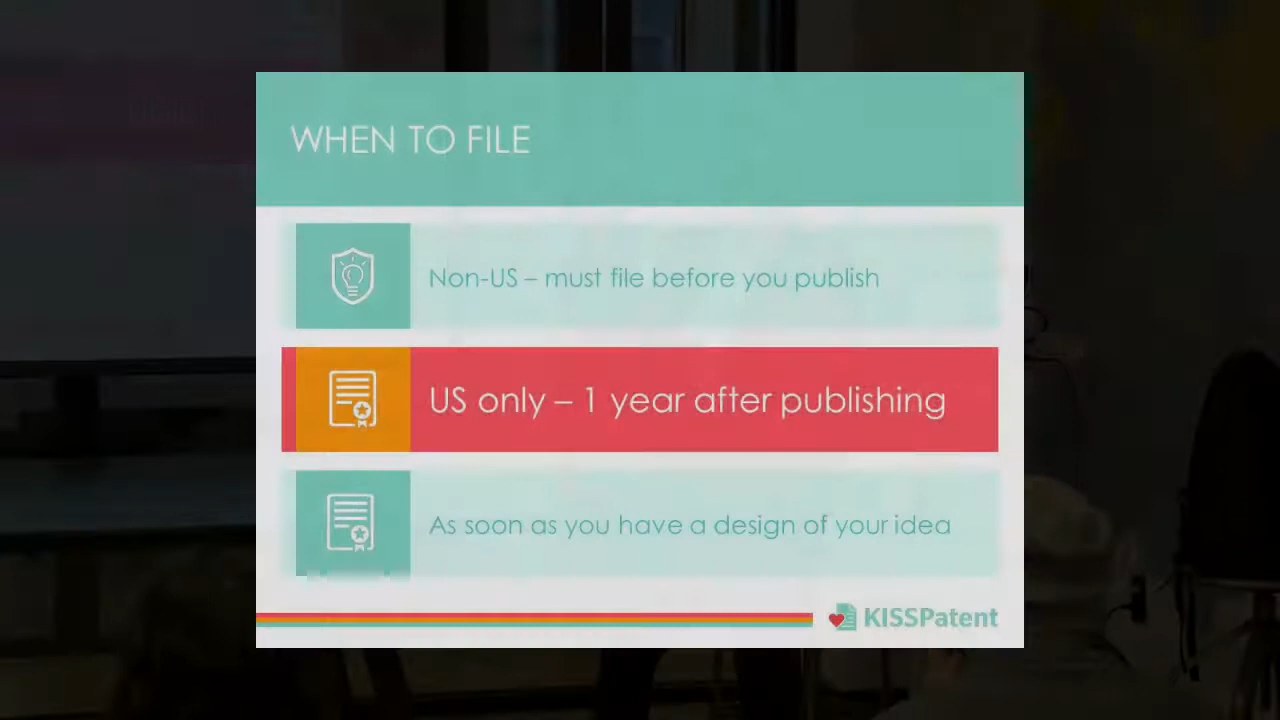 WHEN TO FILE
Non-US – must file before you publish
US only – 1 year after publishing
As soon as you have a design of your idea
KISSPatent